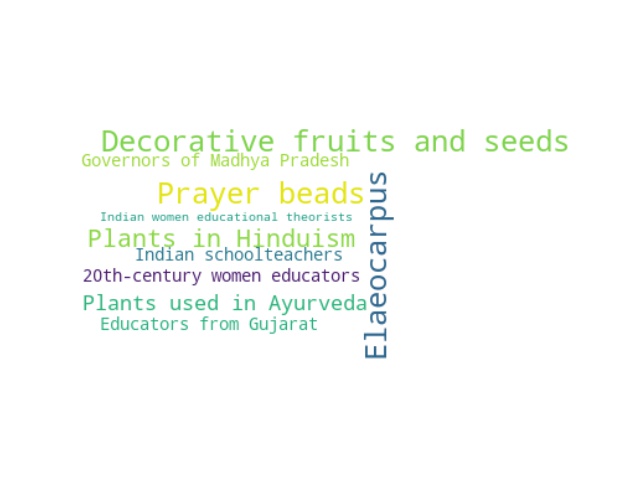 Decorative fruits and seeds
Governors of Madhya Pradesh
Prayer beads
Indian women educational theorists
Plants in Hinduism
Indian schoolteachers
20th-century women educators
Plants used in Ayurveda
Educators from Gujarat
Elaeocarpus